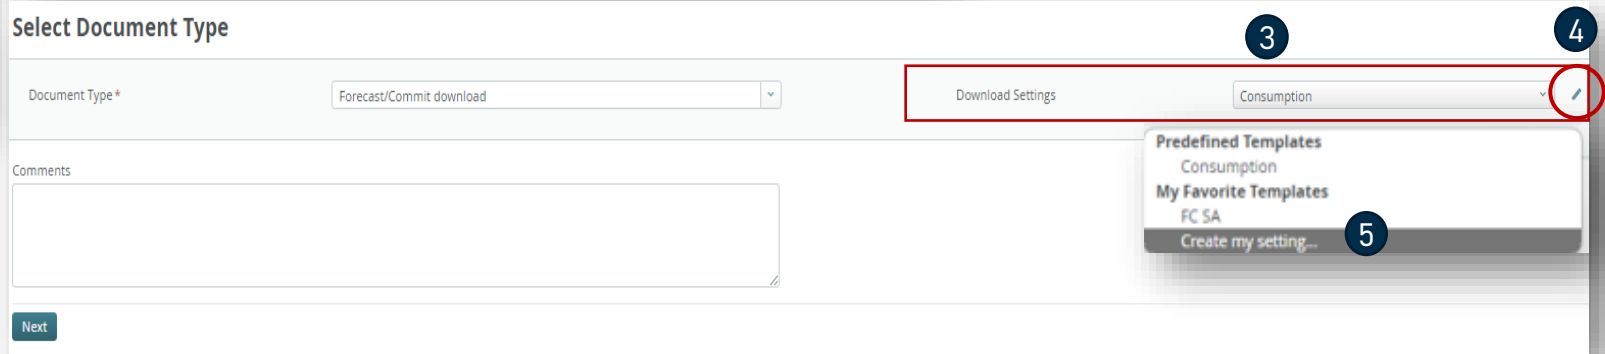 Select Document Type
3
4
Document Type * Forecast/Commit download Download Settings Consumption
Predefined Templates
Consumption
My Favorite Templates
FC SA
Create my setting...
5
Comments
Next